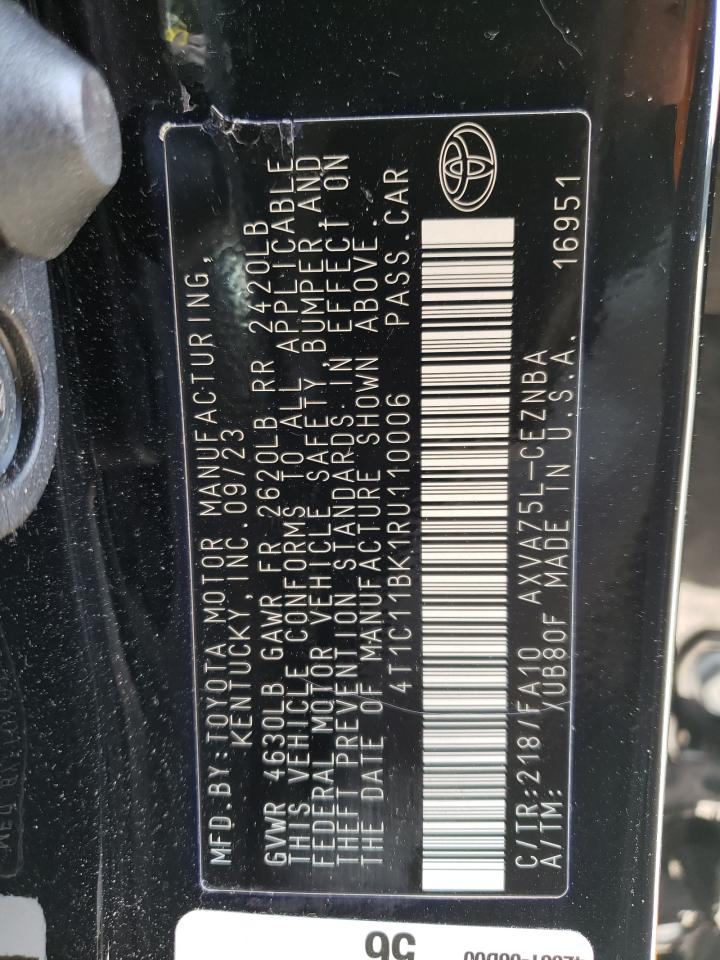 MFD.BY:TOYOTA MOTOR MANUFACTURING,
KENTUCKY,INC.09/23
GVWR 4630LB GAWR FR 2620LB RR 2420LB
THIS VEHICLE CONFORMS TO ALL APPLICABLE
FEDERAL MOTOR VEHICLE SAFETY, BUMPER, AND
THEFT PREVENTION STANDARDS IN EFFECT ON
THE DATE OF MANUFACTURE SHOWN ABOVE.
4T1C11BK1RU110006 PASS.CAR
C/TR:218/FA10 AXVA75L-CEZNBA
A/TM: XUB80F MADE IN U.S.A. 16951
56